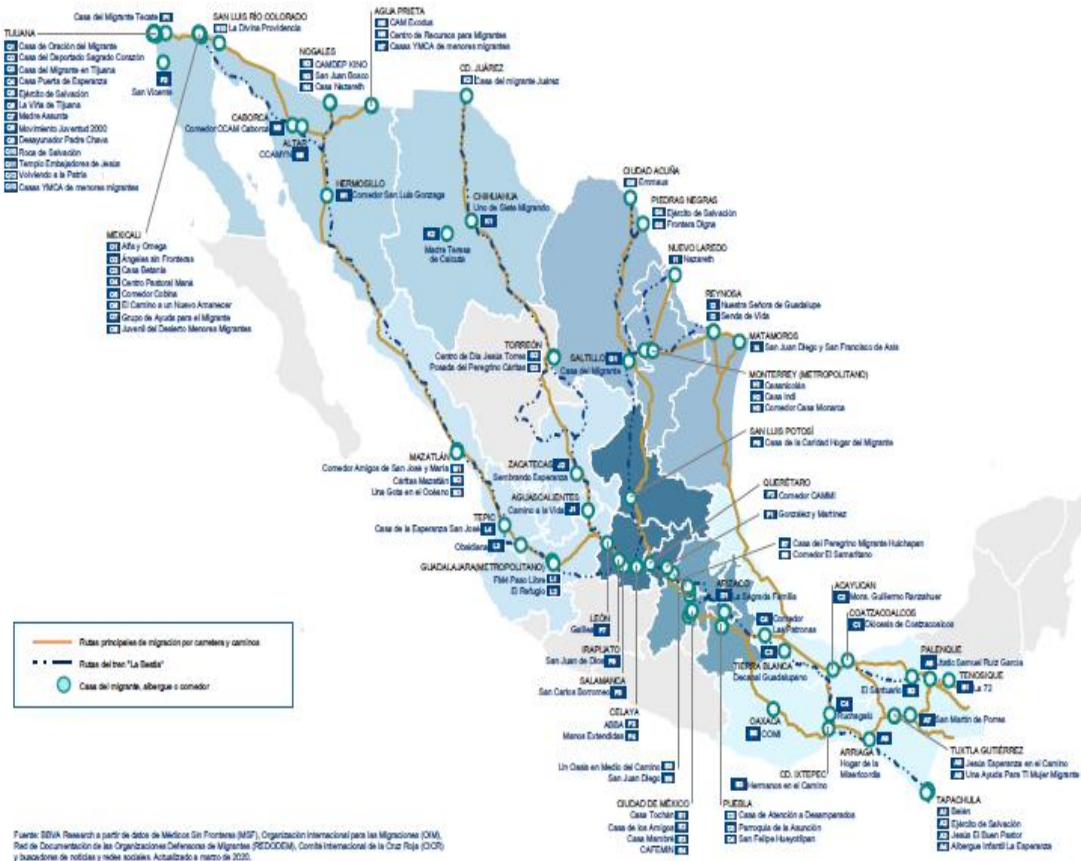 Casa del Migrante Tecate
TIJUANA
Casa de Oración del Migrante
Casa del Deportado Sagrado Corazón
Casa del Migrante en Tijuana
Casa Puerta de Esperanza
Ejército de Salvación
La Viña de Tijuana
Madre Assunta
Movimiento Juventud 2000
Desayunador Padre Chava
Roca de Salvación
Templo Embajadores de Jesús
Volviendo a la Patria
Casas YMCA de menores migrantes
San Vicente
SAN LUIS RÍO COLORADO
La Divina Providencia
AGUA PRIETA
CAM Exodus
Centro de Recursos para Migrantes
Casas YMCA de menores migrantes
NOGALES
CAMDEP KINO
San Juan Bosco
Casa Nazareth
CD. JUÁREZ
Casa del migrante Juárez
CABORCA
Comedor CCAM Caborca
ALTAR
CCAMYN
HERMOSILLO
Comedor San Luis Gonzaga
CHIHUAHUA
Uno de Siete Migrando
Madre Teresa
de Calcuta
CIUDAD ACUÑA
Emmaus
PIEDRAS NEGRAS
Ejército de Salvación
Frontera Digna
NUEVO LAREDO
Nazareth
REYNOSA
Nuestra Señora de Guadalupe
Senda de Vida
MATAMOROS
San Juan Diego y San Francisco de Asis
MEXICALI
Alfa y Omega
Ángeles sin Fronteras
Casa Betania
Centro Pastoral Maná
Comedor Cobina
El Camino a un Nuevo Amanecer
Grupo de Ayuda para el Migrante
Juvenil del Desierto Menores Migrantes
TORREÓN
Centro de Día Jesús Torres
Posada del Peregrino Cáritas
SALTILLO
Casa del Migrante
MONTERREY (METROPOLITANO)
Casanicolás
Casa Indi
Comedor Casa Monarca
SAN LUIS POTOSÍ
Casa de la Caridad Hogar del Migrante
MAZATLÁN
Comedor Amigos de San José y María
Cáritas Mazatlán
Una Gota en el Océano
ZACATECAS
Sembrando Esperanza
AGUASCALIENTES
Camino a la Vida
QUERÉTARO
Comedor CAMMI
González y Martínez
TEPIC
Casa de la Esperanza San José
Obsidiana
GUADALAJARA(METROPOLITANO)
FM4 Paso Libre
El Refugio
Casa del Peregrino Migrante Huichapan
Comedor El Samaritano
APIZACO
La Sagrada Familia
ACAYUCAN
Mons. Guillermo Ranzahuer
COATZACOALCOS
Diócesis de Coatzacoalcos
Comedor
Las Patronas
TIERRA BLANCA
Decanal Guadalupano
PALENQUE
Jtatic Samuel Ruiz García
El Santuario
TENOSIQUE
La 72
LEÓN
IRAPUATO
San Juan de Dios
SALAMANCA
San Carlos Borromeo
CELAYA
ABBA
Manos Extendidas
Un Oasis en Medio del Camino
San Juan Diego
CIUDAD DE MÉXICO
Casa Tochán
Casa de los Amigos
Casa Mambré
CAFEMIN
PUEBLA
Casa de Atención a Desamparados
Parroquia de la Asunción
San Felipe Hueyotlipan
OAXACA
COMI
CD. IXTEPEC
Hermanos en el Camino
ARRIAGA
Hogar de la
Misericordia
San Martín de Porres
TUXTLA GUTIÉRREZ
Jesús Esperanza en el Camino
Una Ayuda Para Ti Mujer Migrante
TAPACHULA
Belén
Ejército de Salvación
Jesús El Buen Pastor
Albergue Infantil La Esperanza
Rutas principales de migración por carretera y caminos
Rutas del tren "La Bestia"
Casa del migrante, albergue o comedor
Fuente: BBVA Research a partir de datos de Médicos Sin Fronteras (MSF), Organización Internacional para las Migraciones (OIM),
Red de Documentación de las Organizaciones Defensoras de Migrantes (REDODEM), Comité Internacional de la Cruz Roja (CICR)
y buscadores de noticias y redes sociales. Actualizado a marzo de 2020.